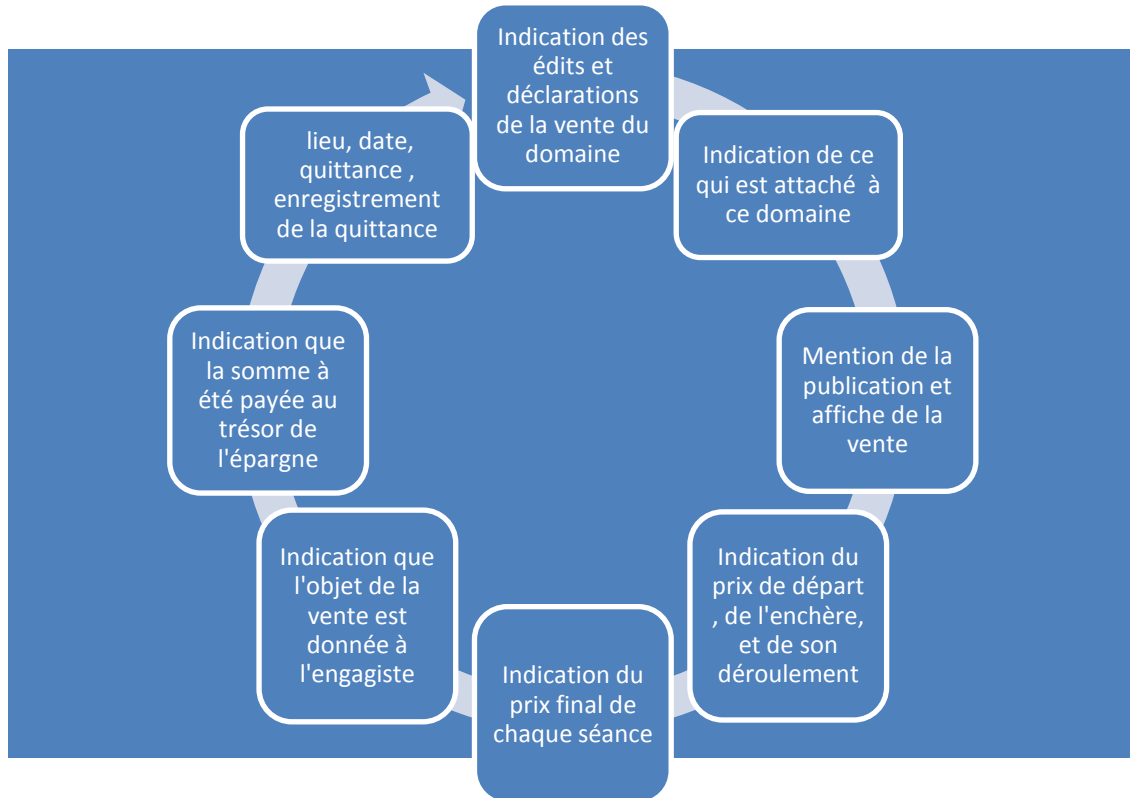 Indication des
édits et
déclarations
de la vente du
domaine
Indication de ce
qui est attaché à
ce domaine
Mention de la
publication et
affiche de la
vente
Indication du
prix de départ
, de l'enchère,
et de son
déroulement
Indication du
prix final de
chaque séance
Indication que
l'objet de la
vente est
donnée à
l'engagiste
Indication que
la somme à
été payée au
trésor de
l'épargne
lieu, date,
quittance ,
enregistrement
de la quittance